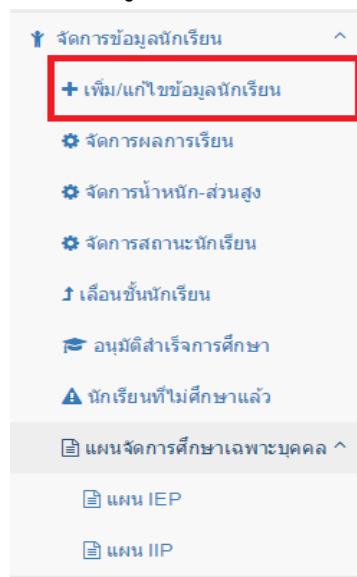 จัดการข้อมูลนักเรียน
เพิ่ม/แก้ไขข้อมูลนักเรียน
จัดการผลการเรียน
จัดการน้ำหนัก-ส่วนสูง
จัดการสถานะนักเรียน
เลื่อนชั้นนักเรียน
อนุมัติสำเร็จการศึกษา
นักเรียนที่ไม่ศึกษาแล้ว
แผนจัดการศึกษาเฉพาะบุคคล
แผน IEP
แผน IIP